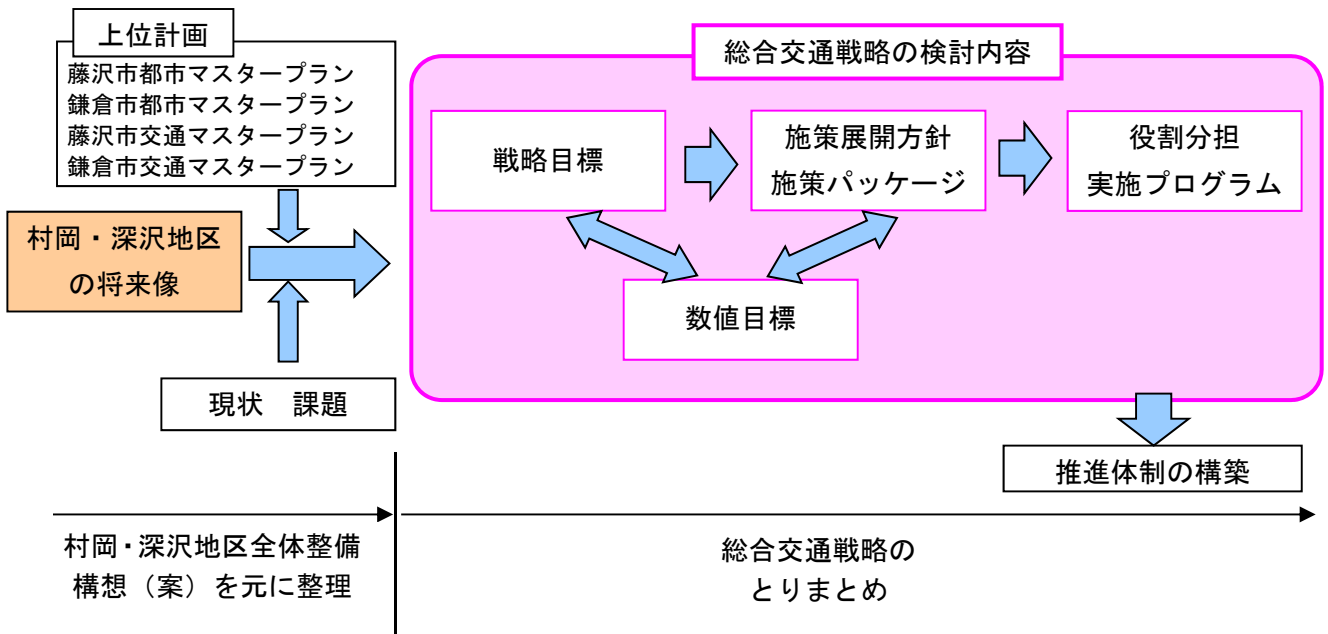 上位計画
藤沢市都市マスタープラン
鎌倉市都市マスタープラン
藤沢市交通マスタープラン
鎌倉市交通マスタープラン
村岡・深沢地区
の将来像
現状　課題
総合交通戦略の検討内容
戦略目標
施策展開方針
施策パッケージ
役割分担
実施プログラム
数値目標
推進体制の構築
村岡・深沢地区全体整備
構想（案）を元に整理
総合交通戦略の
とりまとめ